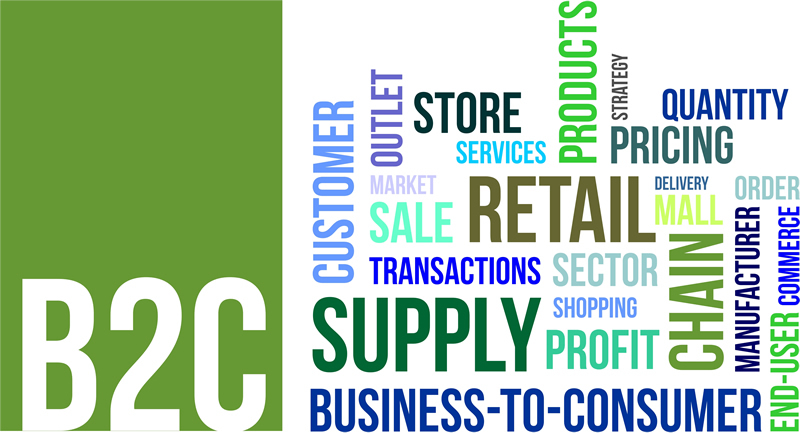 B2C
CUSTOMER
OUTLET
STORE
SERVICES
PRODUCTS
STRATEGY
QUANTITY
PRICING
MARKET
SALE
RETAIL
DELIVERY
MALL
ORDER
TRANSACTIONS
SECTOR
CHAIN
MANUFACTURER
COMMERCE
SUPPLY
SHOPPING
PROFIT
END-USER
BUSINESS-TO-CONSUMER